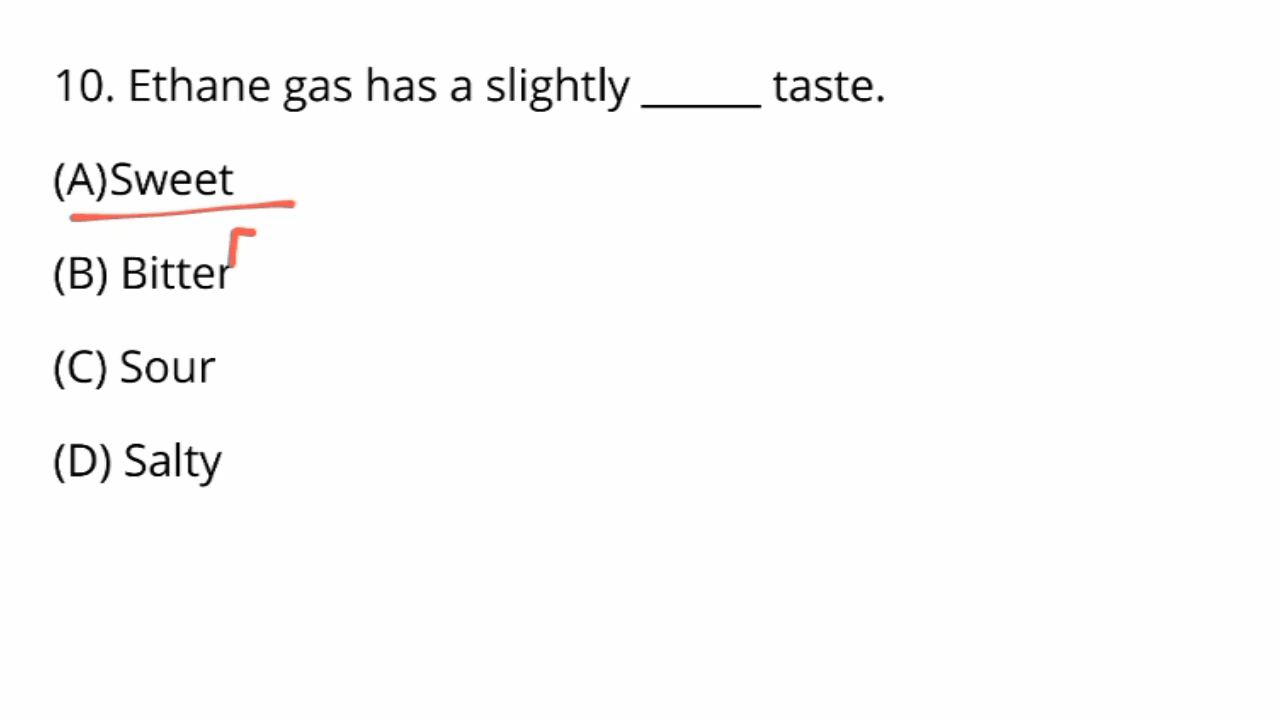 10. Ethane gas has a slightly ______ taste.
(A)Sweet
(B) Bitter
(C) Sour
(D) Salty